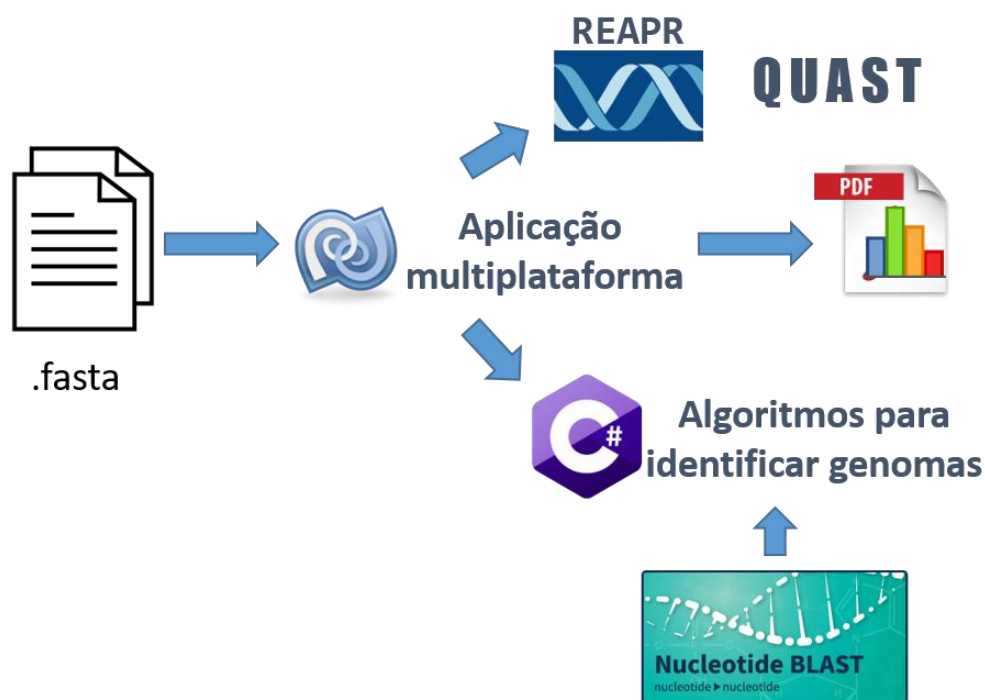 REAPR
QUAST
.fasta
Aplicação
multiplataforma
PDF
C#
Algoritmos para
identificar genomas
Nucleotide BLAST
nucleotide ▶ nucleotide